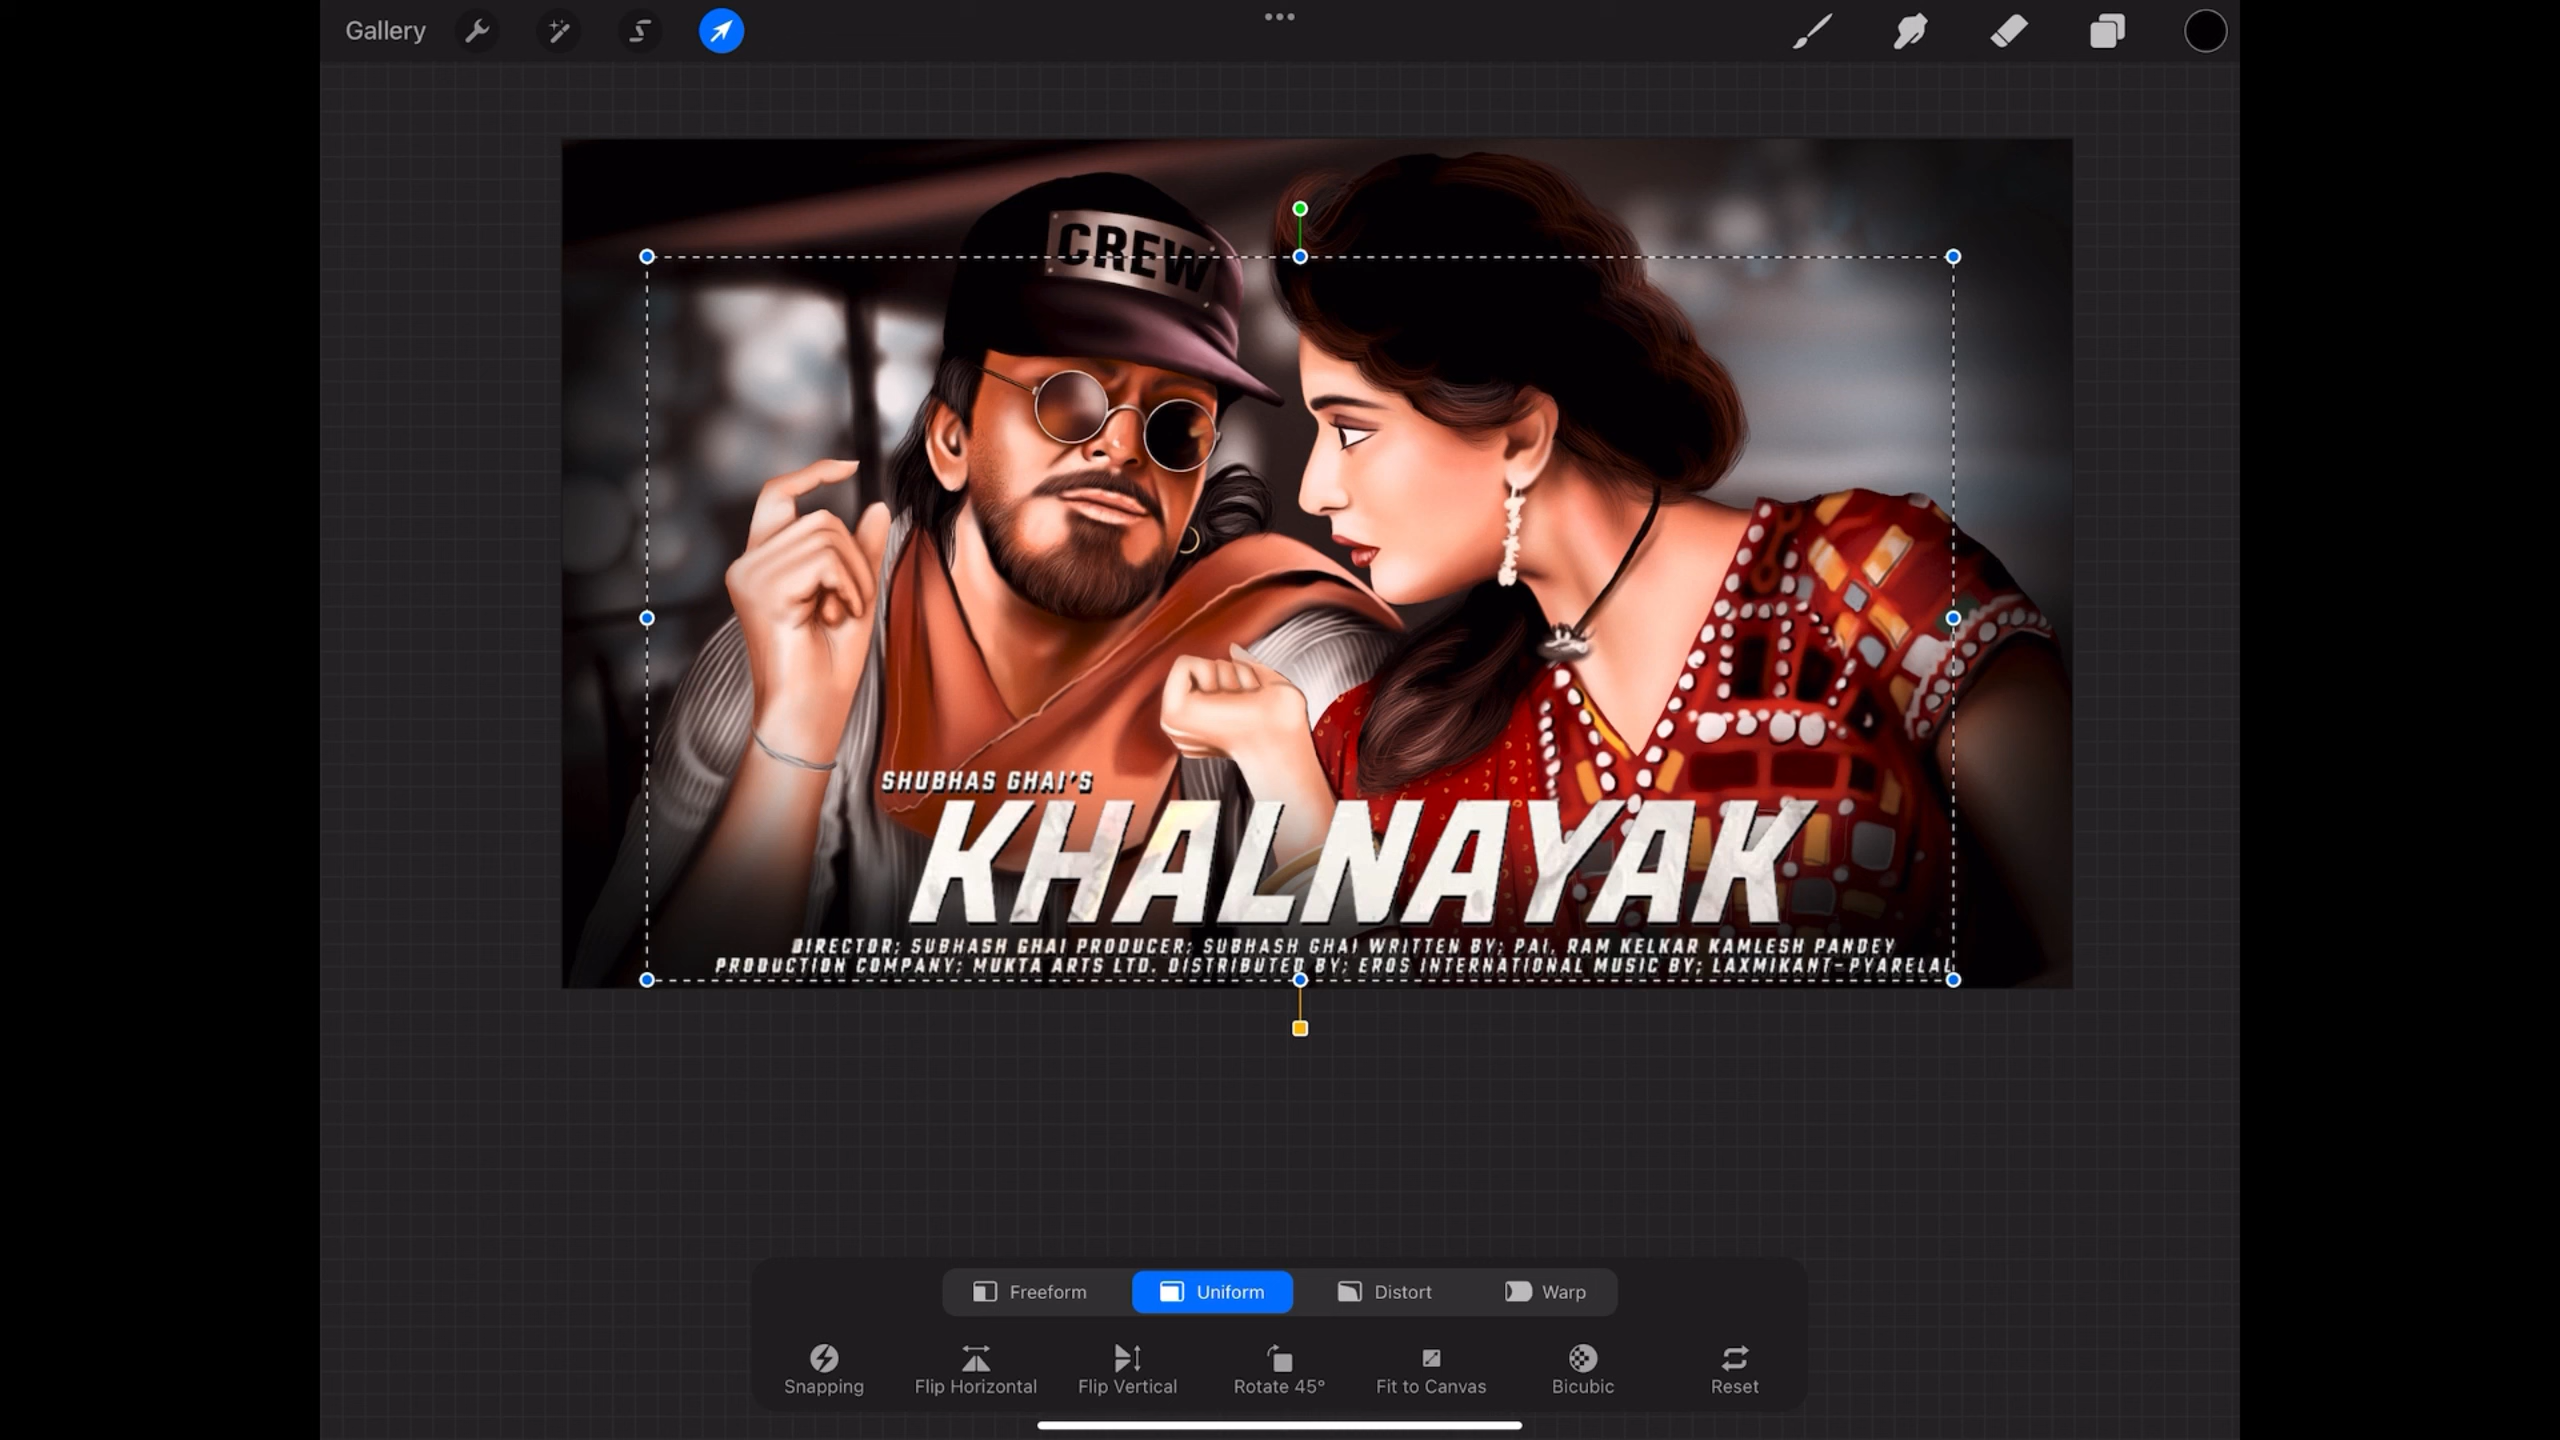 Gallery
CREW
SHUBHAS GHAI'S
KHALNAYAK
DIRECTOR; SUBHASH GHAI PRODUCER; SUBHASH GHAI WRITTEN BY; PAI, RAM KELKAR KAMLESH PANDEY
PRODUCTION COMPANY; MUKTA ARTS LTD. DISTRIBUTED BY; EROS INTERNATIONAL MUSIC BY; LAXMIKANT-PYARELAL
Freeform Uniform Distort Warp
Snapping Flip Horizontal Flip Vertical Rotate 45° Fit to Canvas Bicubic Reset